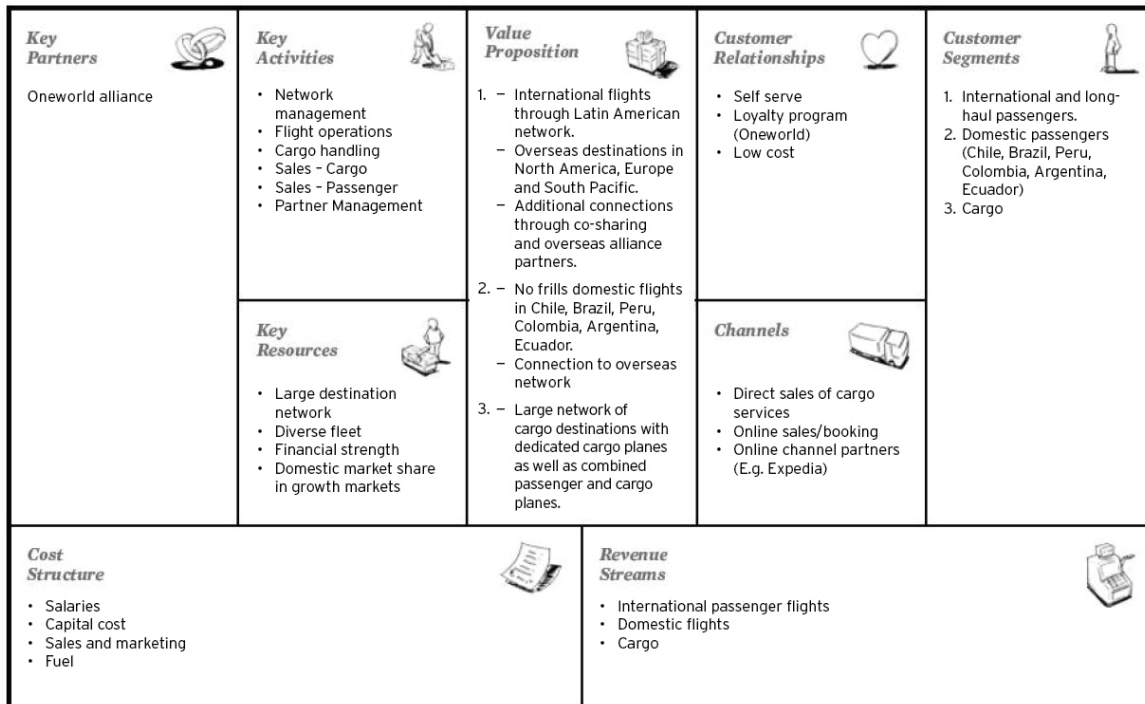 Key
Partners
Oneworld alliance
Key
Activities
• Network
management
• Flight operations
• Cargo handling
• Sales – Cargo
• Sales – Passenger
• Partner Management
Key
Resources
• Large destination
network
• Diverse fleet
• Financial strength
• Domestic market share
in growth markets
Value
Proposition
1. – International flights
through Latin American
network.
– Overseas destinations in
North America, Europe
and South Pacific.
– Additional connections
through co-sharing
and overseas alliance
partners.
2. – No frills domestic flights
in Chile, Brazil, Peru,
Colombia, Argentina,
Ecuador.
– Connection to overseas
network
3. – Large network of
cargo destinations with
dedicated cargo planes
as well as combined
passenger and cargo
planes.
Customer
Relationships
• Self serve
• Loyalty program
(Oneworld)
• Low cost
Channels
• Direct sales of cargo
services
• Online sales/booking
• Online channel partners
(E.g. Expedia)
Customer
Segments
1. International and long-
haul passengers.
2. Domestic passengers
(Chile, Brazil, Peru,
Colombia, Argentina,
Ecuador)
3. Cargo
Cost
Structure
• Salaries
• Capital cost
• Sales and marketing
• Fuel
Revenue
Streams
• International passenger flights
• Domestic flights
• Cargo